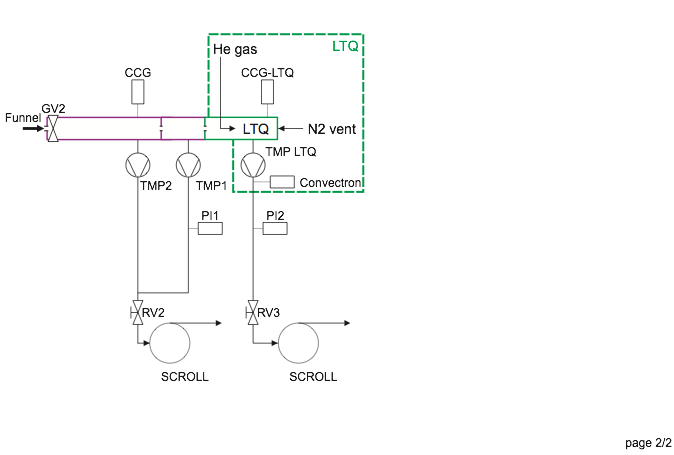 He gas
LTQ
CCG
CCG-LTQ
GV2
Funnel
LTQ
N2 vent
TMP LTQ
TMP2
TMP1
Convectron
PI1
PI2
RV2
RV3
SCROLL
SCROLL
page 2/2